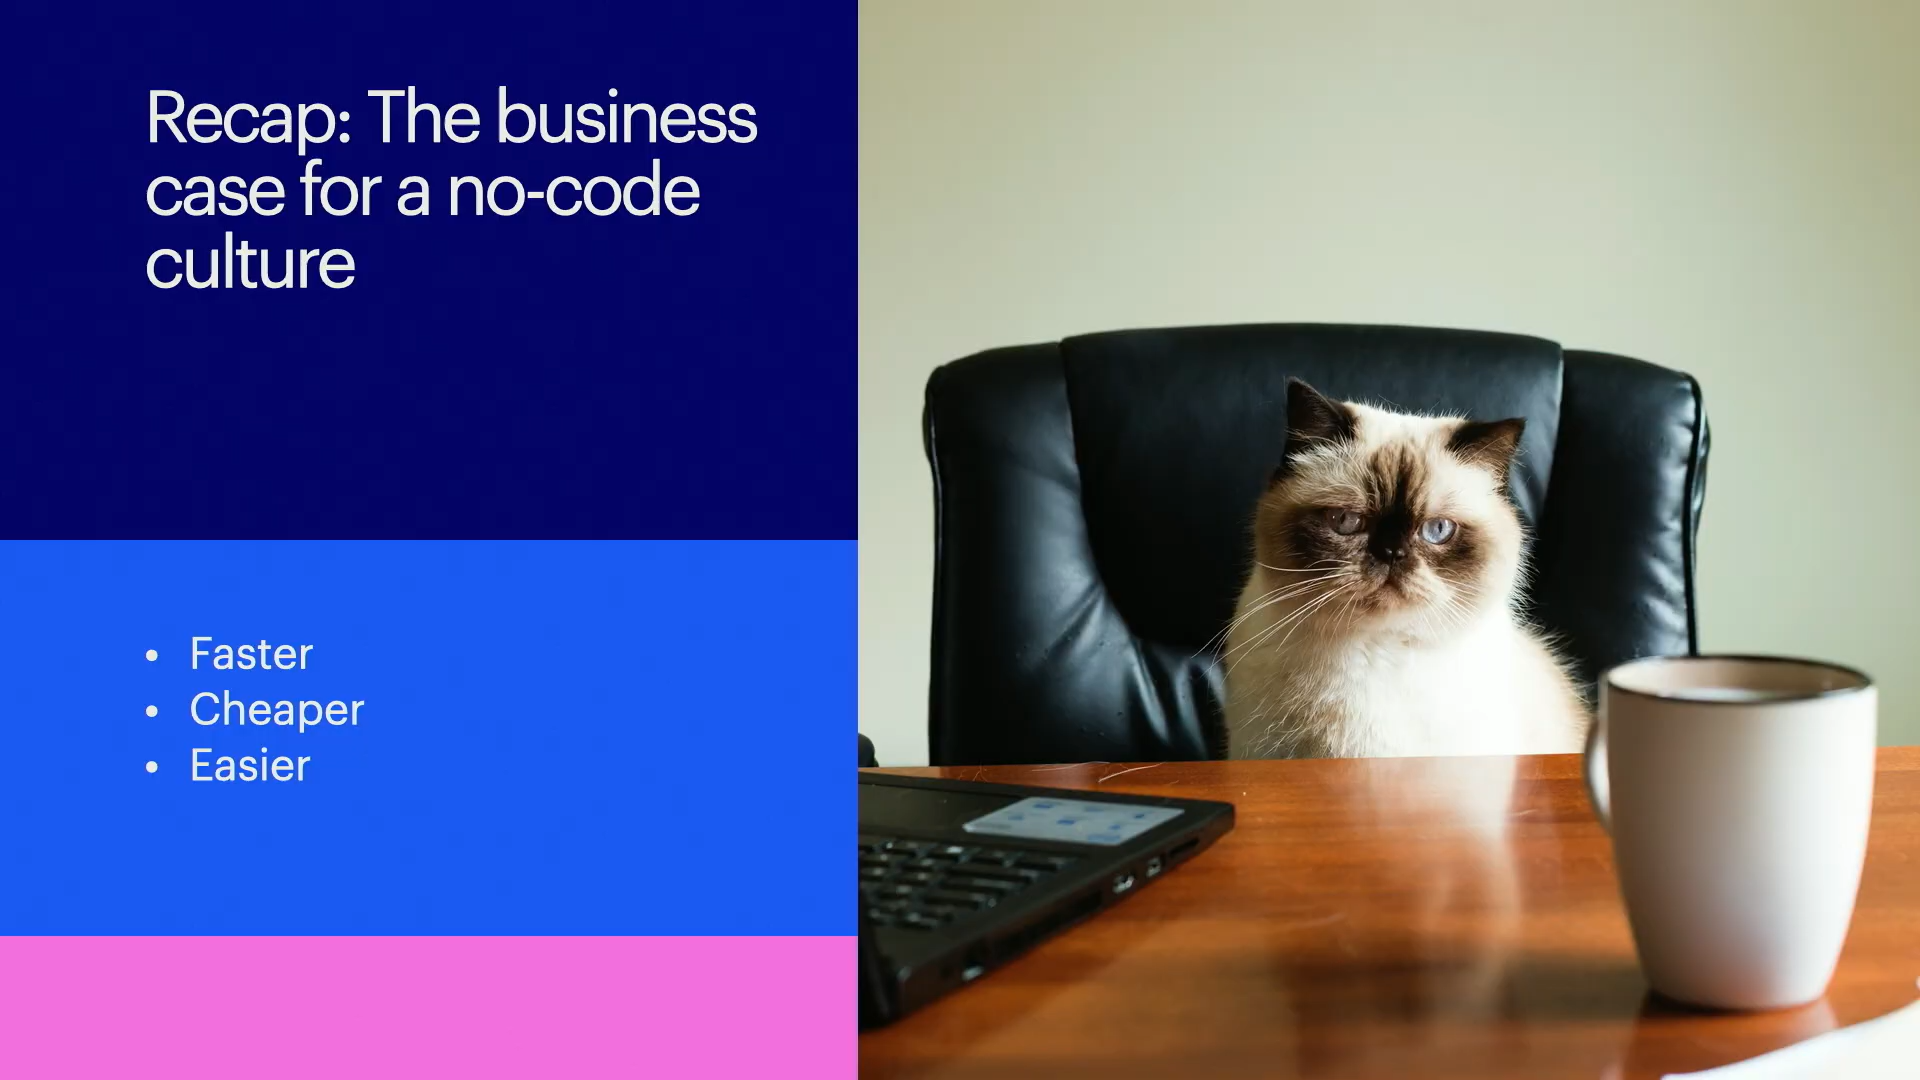 Recap: The business
case for a no-code
culture
• Faster
• Cheaper
• Easier